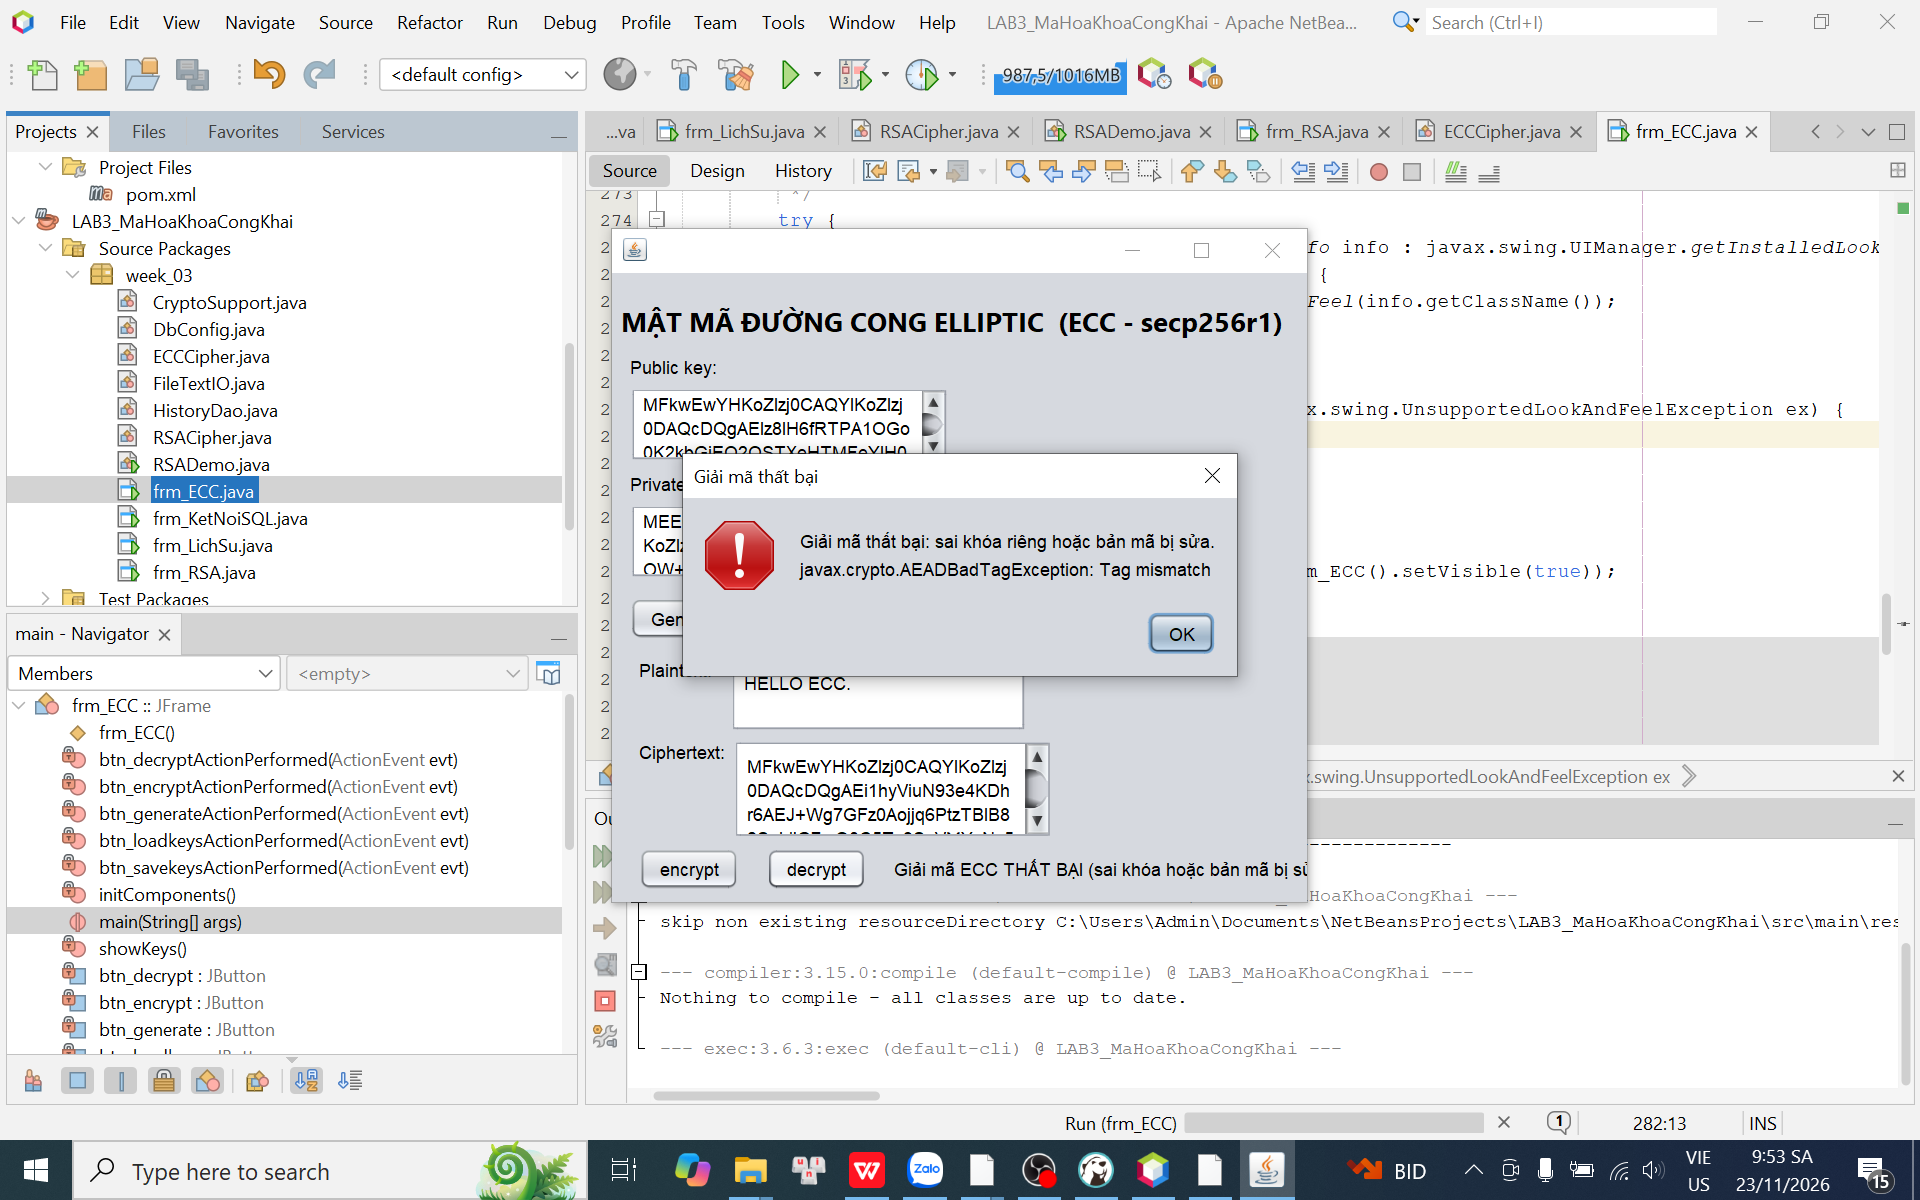 File Edit View Navigate Source Refactor Run Debug Profile Team Tools Window Help LAB3_MaHoaKhoaCongKhai - Apache NetBea... Search (Ctrl+I)
<default config> 987,5/1016MB
Projects Files Favorites Services
...va frm_LichSu.java RSACipher.java RSADemo.java frm_RSA.java ECCCipher.java frm_ECC.java
Source Design History
Project Files
pom.xml
LAB3_MaHoaKhoaCongKhai
Source Packages
week_03
CryptoSupport.java
DbConfig.java
ECCCipher.java
FileTextIO.java
HistoryDao.java
RSACipher.java
RSADemo.java
frm_ECC.java
frm_KetNoiSQL.java
frm_LichSu.java
frm_RSA.java
Test Packages
main - Navigator
Members <empty>
frm_ECC :: JFrame
frm_ECC()
btn_decryptActionPerformed(ActionEvent evt)
btn_encryptActionPerformed(ActionEvent evt)
btn_generateActionPerformed(ActionEvent evt)
btn_loadkeysActionPerformed(ActionEvent evt)
btn_savekeysActionPerformed(ActionEvent evt)
initComponents()
main(String[] args)
showKeys()
btn_decrypt : JButton
btn_encrypt : JButton
btn_generate : JButton
273 */
274 try {
fo info : javax.swing.UIManager.getInstalledLook
{
Feel(info.getClassName());
x.swing.UnsupportedLookAndFeelException ex) {
m_ECC().setVisible(true));
MẬT MÃ ĐƯỜNG CONG ELLIPTIC (ECC - secp256r1)
Public key:
MFkwEwYHKoZIzj0CAQYIKoZIzj
0DAQcDQgAEIz8lH6fRTPA1OGo
Private
MEE
KoZIz
Gen
Giải mã thất bại
Giải mã thất bại: sai khóa riêng hoặc bản mã bị sửa.
javax.crypto.AEADBadTagException: Tag mismatch
OK
HELLO ECC.
Ciphertext:
MFkwEwYHKoZIzj0CAQYIKoZIzj
0DAQcDQgAEi1hyViuN93e4KDh
r6AEJ+Wg7GFz0Aojjq6PtzTBIB8
encrypt decrypt Giải mã ECC THẤT BẠI (sai khóa hoặc bản mã bị sử
x.swing.UnsupportedLookAndFeelException ex
HoaKhoaCongKhai ---
skip non existing resourceDirectory C:\Users\Admin\Documents\NetBeansProjects\LAB3_MaHoaKhoaCongKhai\src\main\res
--- compiler:3.15.0:compile (default-compile) @ LAB3_MaHoaKhoaCongKhai ---
Nothing to compile - all classes are up to date.
--- exec:3.6.3:exec (default-cli) @ LAB3_MaHoaKhoaCongKhai ---
Run (frm_ECC) 1 282:13 INS
Type here to search
Zalo
BID
VIE
US
9:53 SA
23/11/2026
15